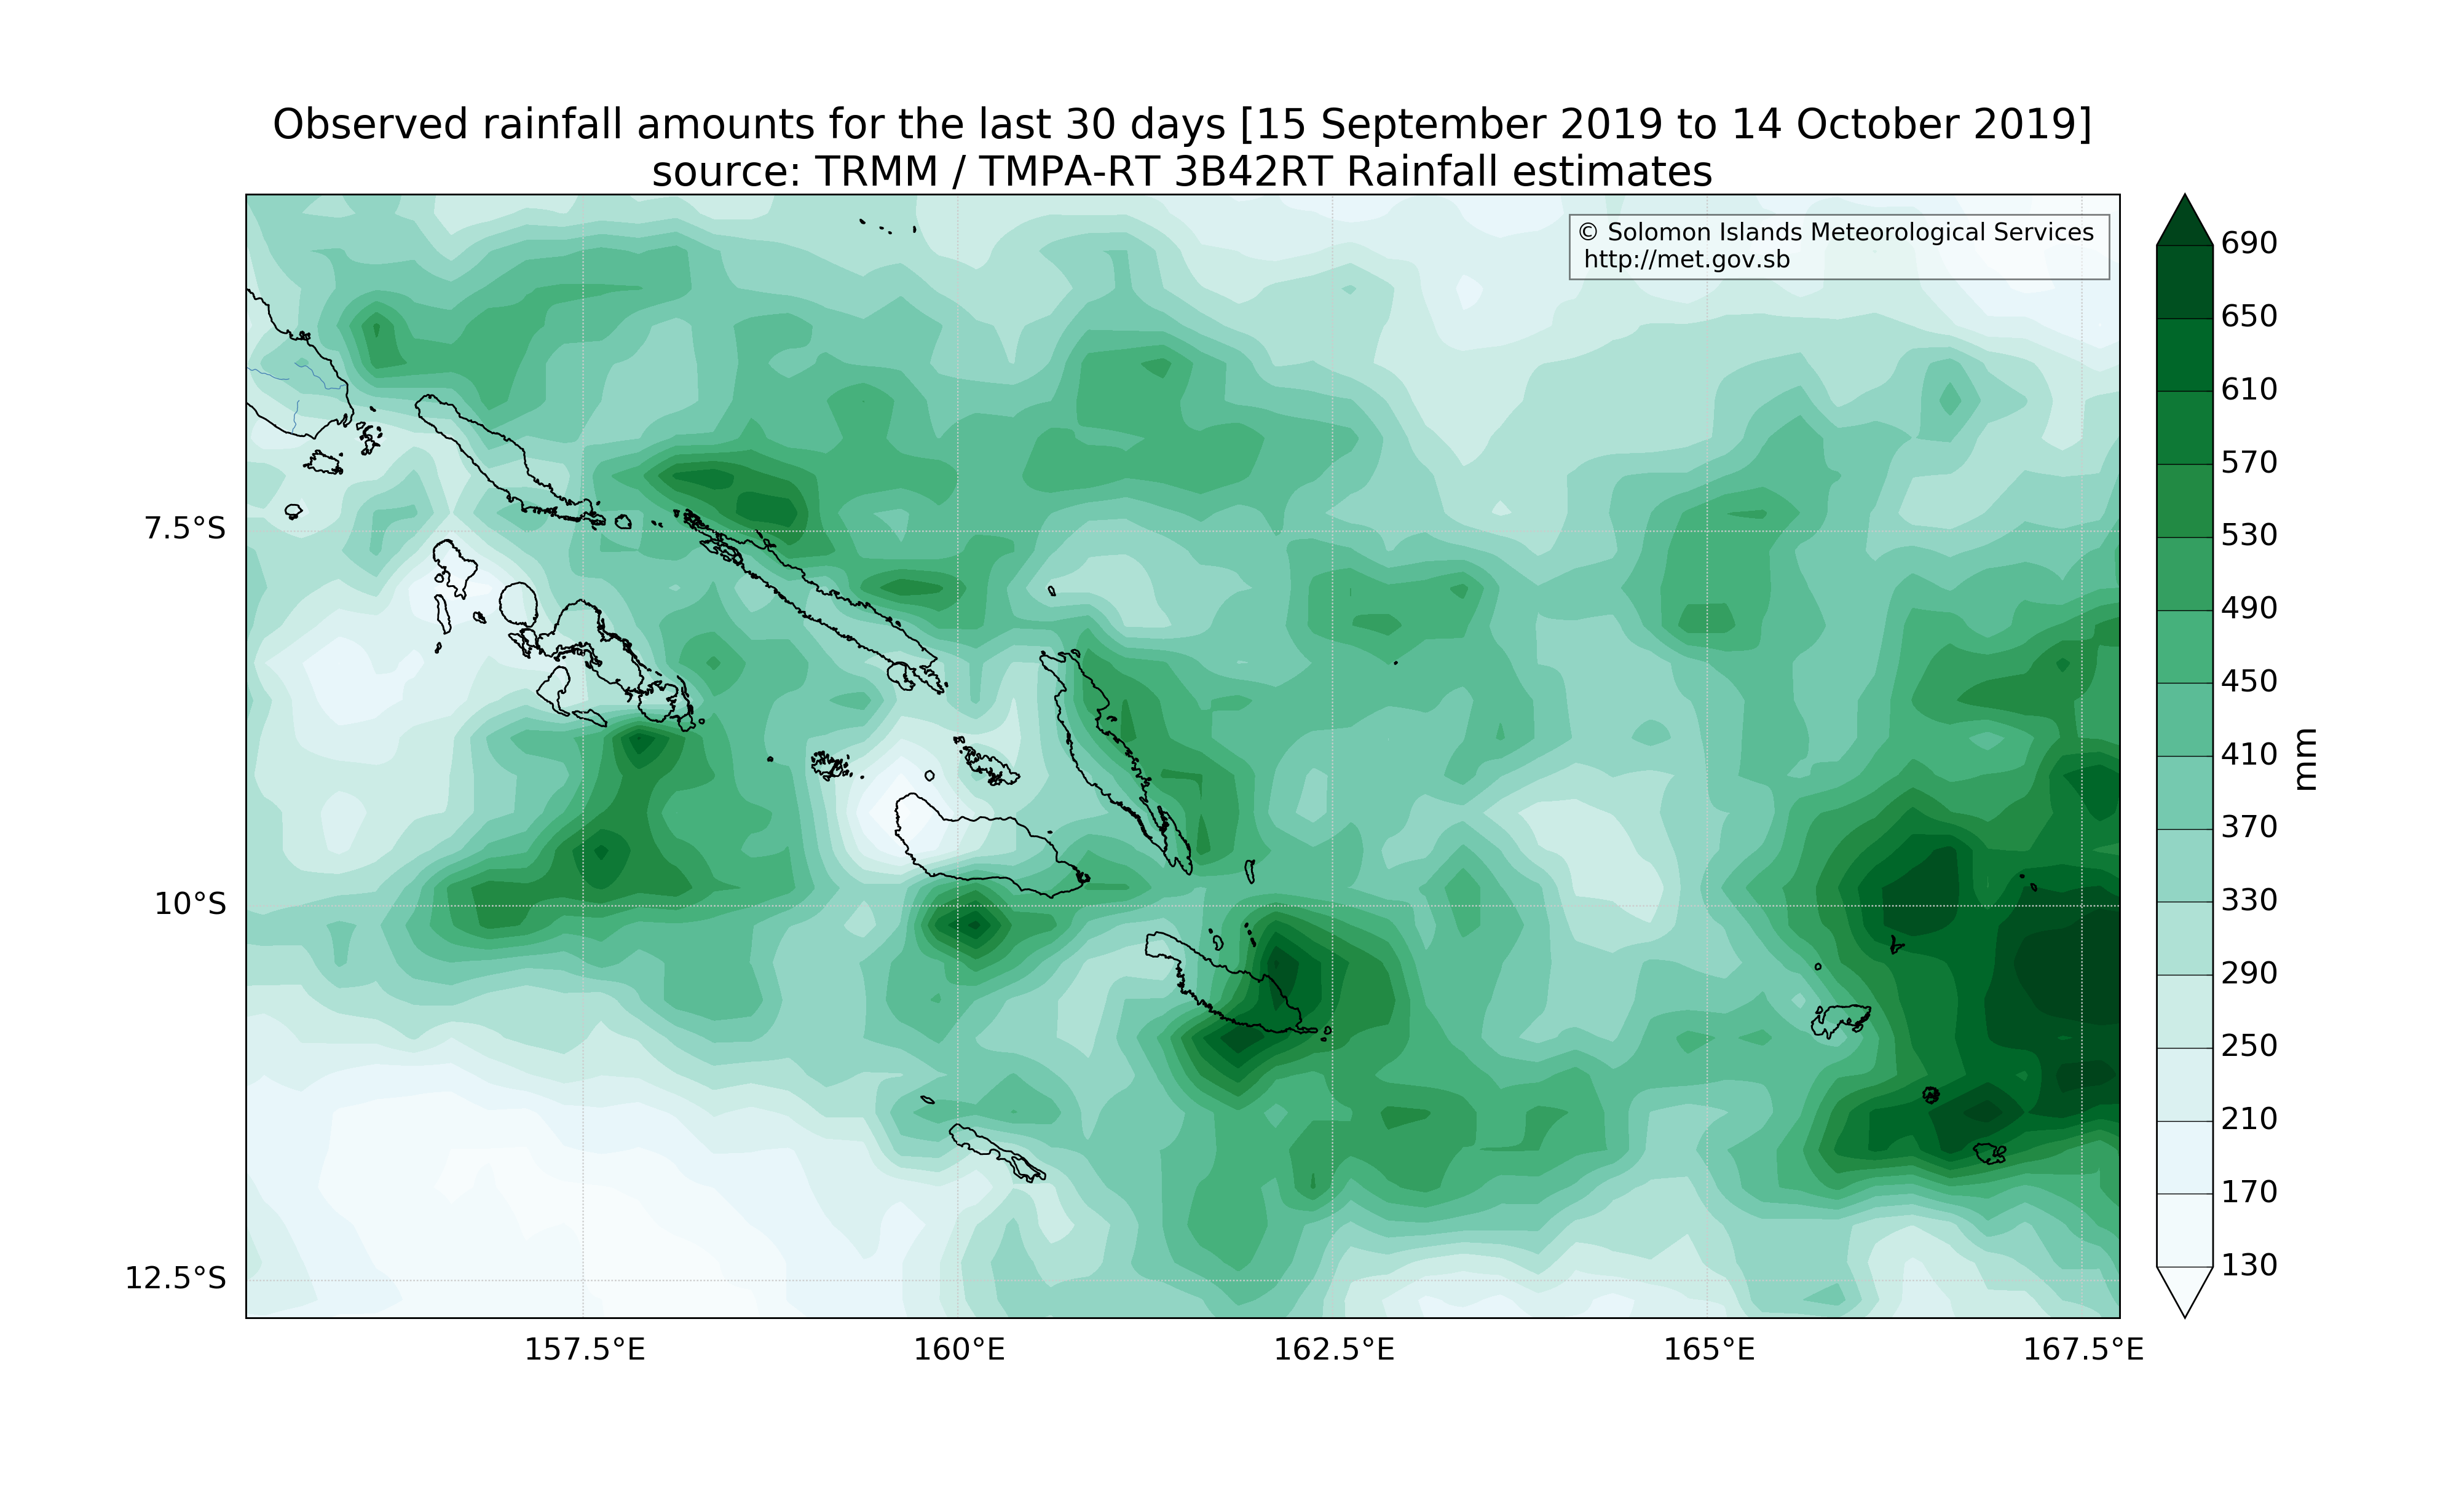 Observed rainfall amounts for the last 30 days [15 September 2019 to 14 October 2019]
source: TRMM / TMPA-RT 3B42RT Rainfall estimates
© Solomon Islands Meteorological Services
http://met.gov.sb
7.5°S
10°S
12.5°S
157.5°E
160°E
162.5°E
165°E
167.5°E
690
650
610
570
530
490
450
410
370
330
290
250
210
170
130
mm